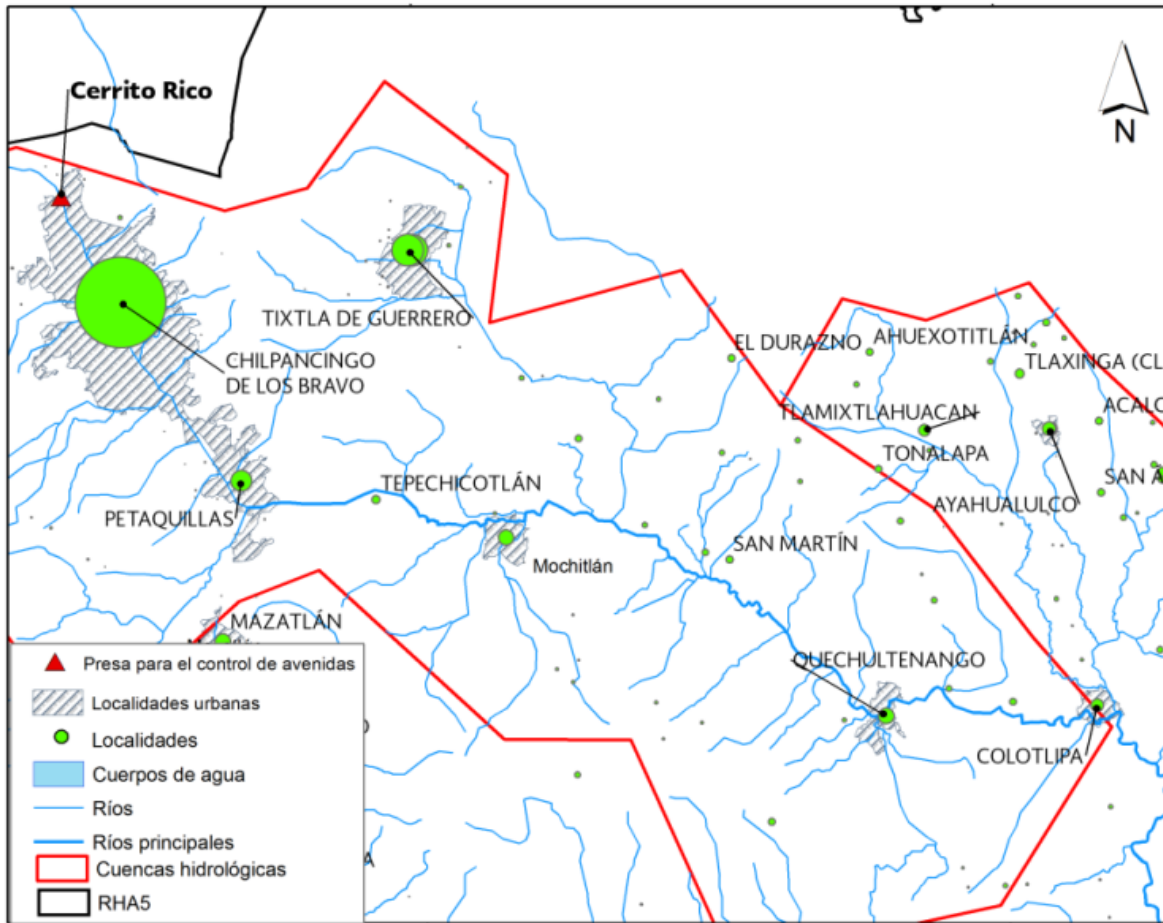 Cerrito Rico
N
TIXTLA DE GUERRERO
CHILPANCINGO
DE LOS BRAVO
EL DURAZNO
AHUEXOTITLÁN
TLAXINGA (CL
TLAMIXTLAHUACAN
ACALC
TONALAPA
TEPECHICOTLÁN
SAN A
AYAHUALULCO
PETAQUILLAS
SAN MARTÍN
Mochitlán
MAZATLÁN
QUECHULTENANGO
COLOTLIPA
Presa para el control de avenidas
Localidades urbanas
Localidades
Cuerpos de agua
Ríos
Ríos principales
Cuencas hidrológicas
RHA5